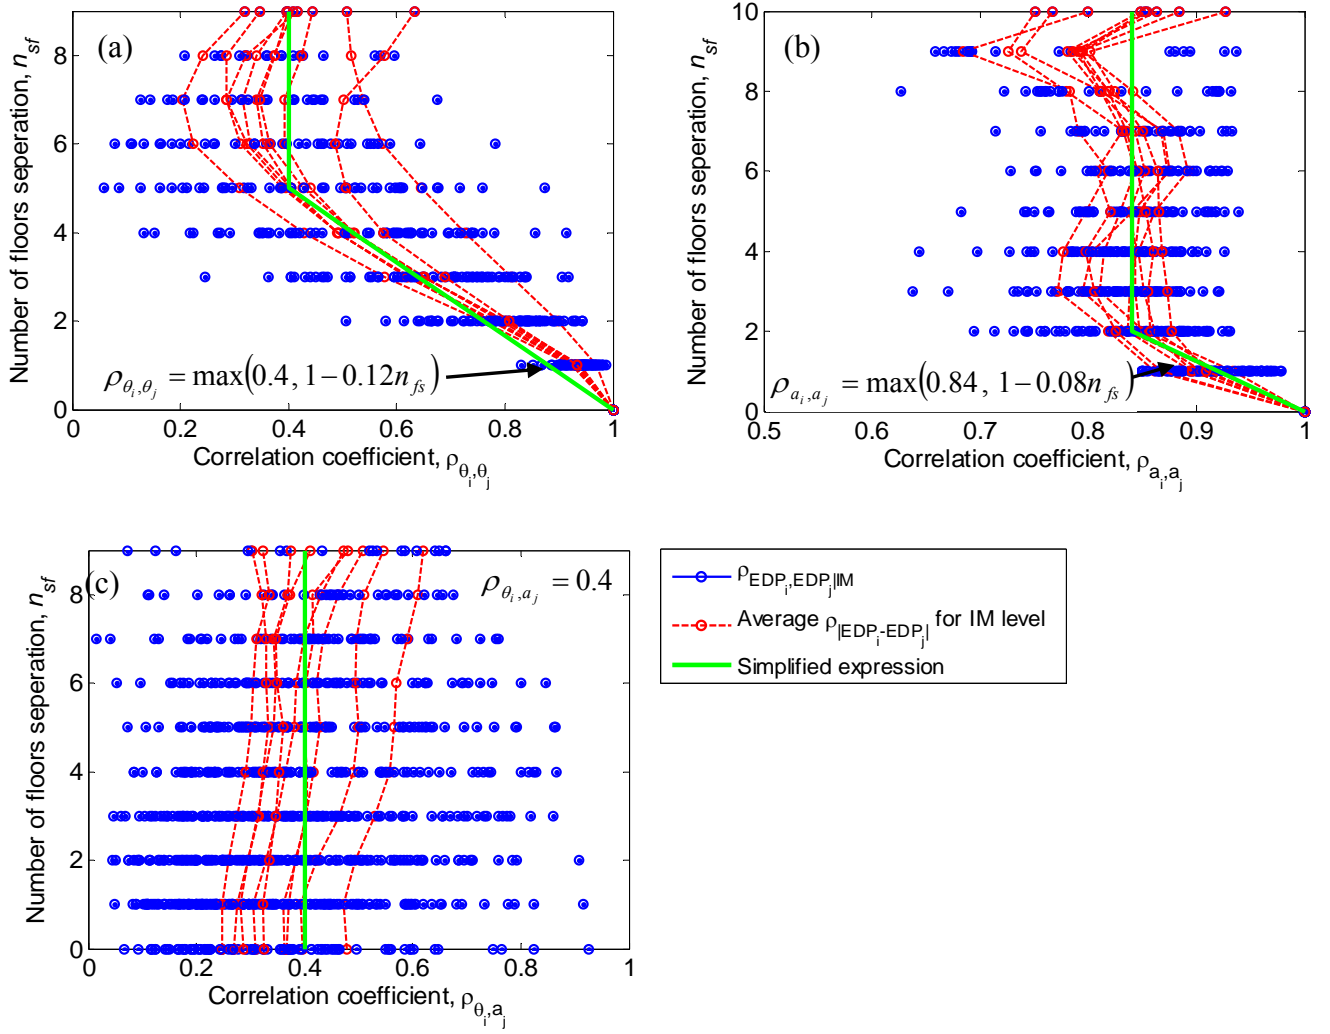 (a)
Number of floors seperation, n_sf
8
6
4
2
0
ρ_θi,θj = max(0.4, 1−0.12n_fs)
0 0.2 0.4 0.6 0.8 1
Correlation coefficient, ρ_θi,θj
(b)
Number of floors seperation, n_sf
10
8
6
4
2
0
ρ_ai,aj = max(0.84, 1−0.08n_fs)
0.5 0.6 0.7 0.8 0.9 1
Correlation coefficient, ρ_ai,aj
(c)
Number of floors seperation, n_sf
8
6
4
2
0
ρ_θi,aj = 0.4
0 0.2 0.4 0.6 0.8 1
Correlation coefficient, ρ_θi,aj
ρ_EDPi,EDPj|IM
Average ρ_|EDPi-EDPj| for IM level
Simplified expression